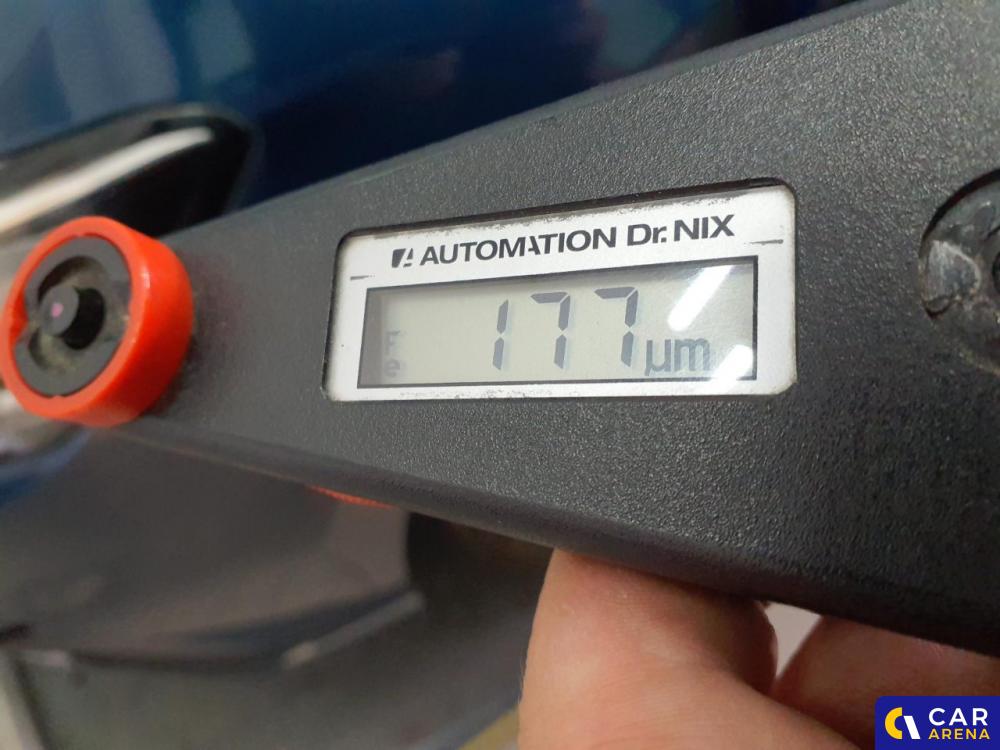 AUTOMATION Dr. NIX
177 µm
Fe
CAR
ARENA